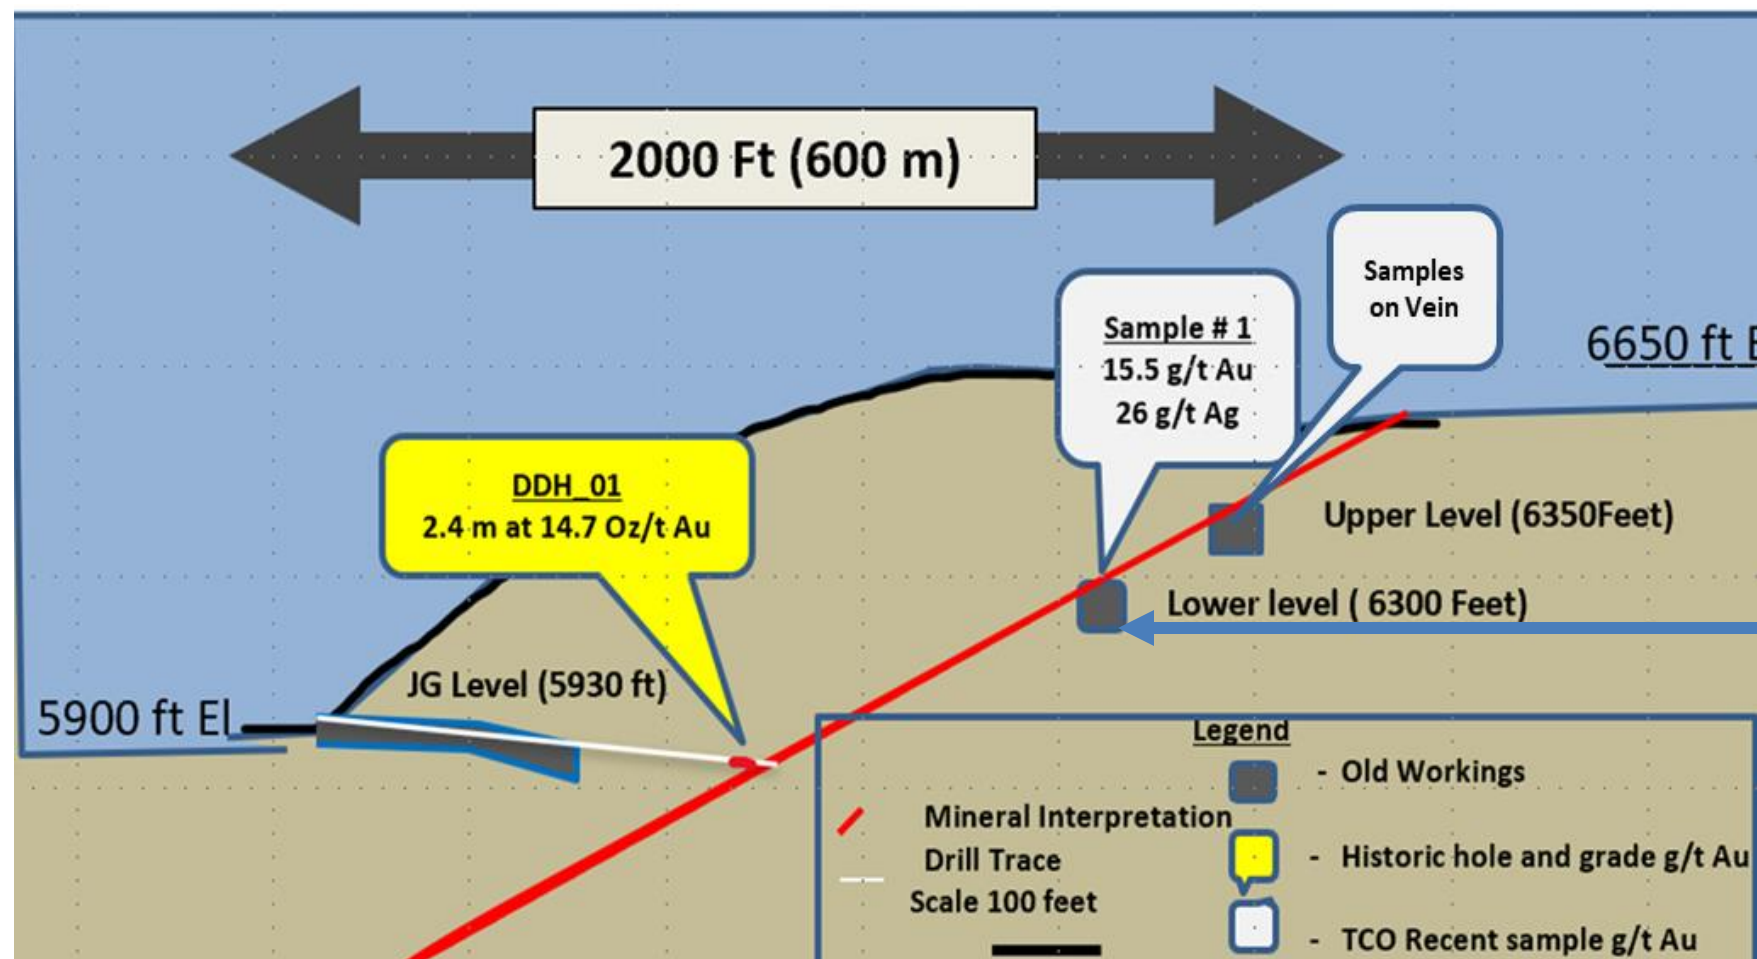 2000 Ft (600 m)
Samples
on Vein
Sample # 1
15.5 g/t Au
26 g/t Ag
6650 ft
DDH_01
2.4 m at 14.7 Oz/t Au
Upper Level (6350Feet)
Lower level ( 6300 Feet)
JG Level (5930 ft)
5900 ft El
Legend
- Old Workings
Mineral Interpretation
Drill Trace
- Historic hole and grade g/t Au
Scale 100 feet
- TCO Recent sample g/t Au